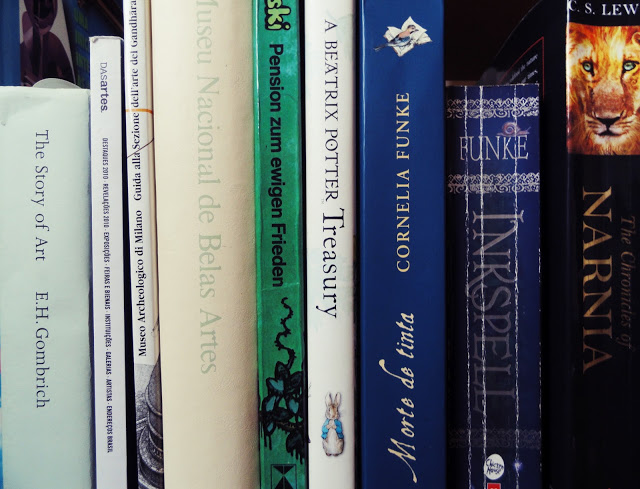 The Story of Art E.H. Gombrich
DASartes.
DESTAQUES 2010 · REVELAÇÕES 2010 · EXPOSIÇÕES · FEIRAS E BIENAIS · INSTITUIÇÕES · GALERIAS · ARTISTAS · ENDEREÇOS BRASIL
Museo Archeologico di Milano Guida alla sezione dell'arte del Gandhara
Museu Nacional de Belas Artes
ski
Pension zum ewigen Frieden
A BEATRIX POTTER Treasury
CORNELIA FUNKE
Morte de tinta
FUNKE
INKSPELL
Chicken House
C. S. LEW
The Chronicles of
NARNIA